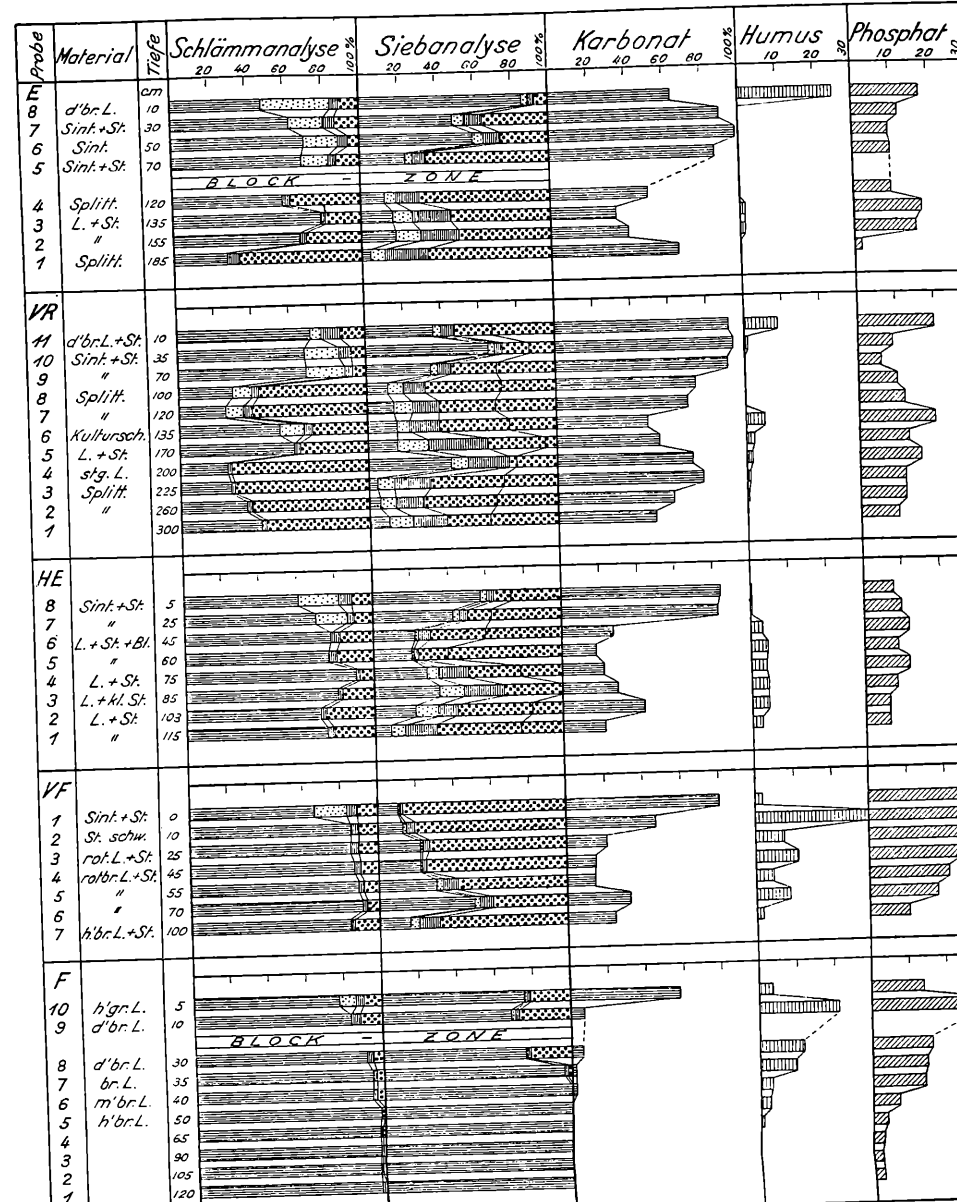 Probe Material Tiefe Schlämmanalyse Siebanalyse Karbonat Humus Phosphat
20 40 60 80 100% 20 40 60 80 100% 20 40 60 80 100% 10 20 30 10 20 30
E cm
8 d'br.L. 10
7 Sint.+St. 30
6 Sint. 50
5 Sint.+St. 70
BLOCK - ZONE
4 Splitt. 120
3 L.+St. 135
2 " 155
1 Splitt. 185
VR
11 d'br.L.+St. 10
10 Sint.+St. 35
9 " 70
8 Splitt. 100
7 " 120
6 Kultursch. 135
5 L.+St. 170
4 stg. L. 200
3 Splitt. 225
2 " 260
1 300
HE
8 Sint.+St. 5
7 " 25
6 L.+St.+Bl. 45
5 " 60
4 L.+St. 75
3 L.+kl.St. 85
2 L.+St. 103
1 " 115
VF
1 Sint.+St. 0
2 St. schw. 10
3 rot.L.+St. 25
4 rotbr.L.+St. 45
5 " 55
6 " 70
7 h'br.L.+St. 100
F
10 h'gr.L. 5
9 d'br.L. 10
BLOCK - ZONE
8 d'br.L. 30
7 br.L. 35
6 m'br.L. 40
5 h'br.L. 50
4 65
3 90
2 105
1 120